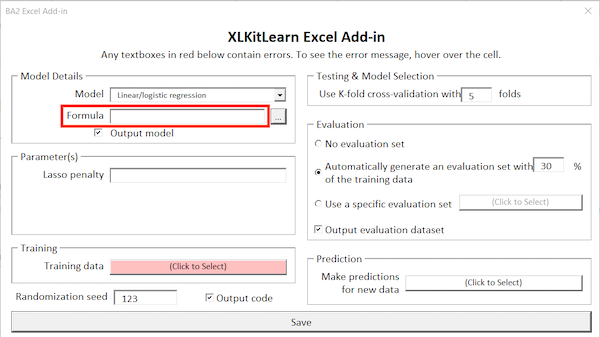 BA2 Excel Add-in
XLKitLearn Excel Add-in
Any textboxes in red below contain errors. To see the error message, hover over the cell.
Model Details
Model
Linear/logistic regression
Formula
...
Output model
Parameter(s)
Lasso penalty
Training
Training data
(Click to Select)
Randomization seed
123
Output code
Testing & Model Selection
Use K-fold cross-validation with 5 folds
Evaluation
No evaluation set
Automatically generate an evaluation set with 30 %
of the training data
Use a specific evaluation set
(Click to Select)
Output evaluation dataset
Prediction
Make predictions
for new data
(Click to Select)
Save